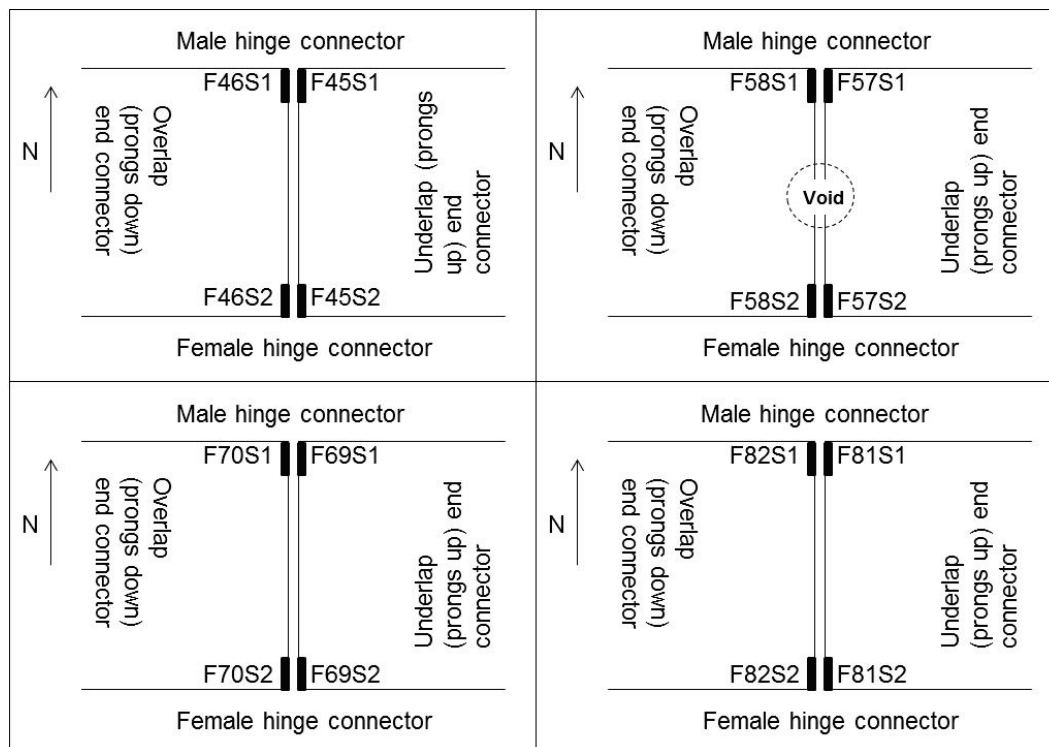 Male hinge connector
F46S1 F45S1
N
Overlap
(prongs down)
end connector
Underlap (prongs
up) end
connector
F46S2 F45S2
Female hinge connector
Male hinge connector
F58S1 F57S1
N
Overlap
(prongs down)
end connector
Void
Underlap
(prongs up) end
connector
F58S2 F57S2
Female hinge connector
Male hinge connector
F70S1 F69S1
N
Overlap
(prongs down)
end connector
Underlap
(prongs up) end
connector
F70S2 F69S2
Female hinge connector
Male hinge connector
F82S1 F81S1
N
Overlap
(prongs down)
end connector
Underlap
(prongs up) end
connector
F82S2 F81S2
Female hinge connector